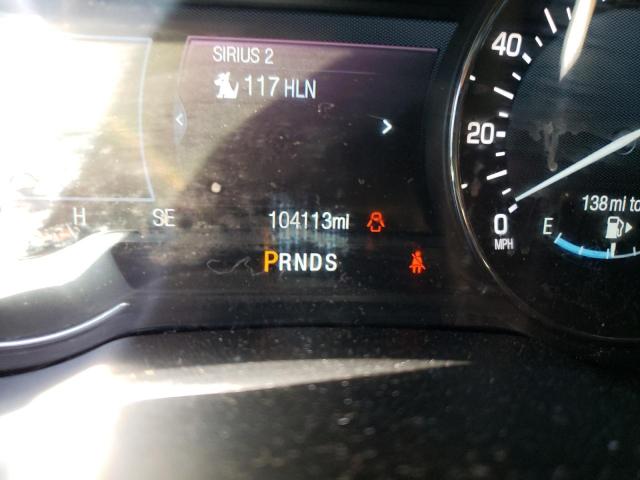 SIRIUS 2
117 HLN
H SE 104113mi
PRNDS
40
20
0
MPH
138 mi to
E